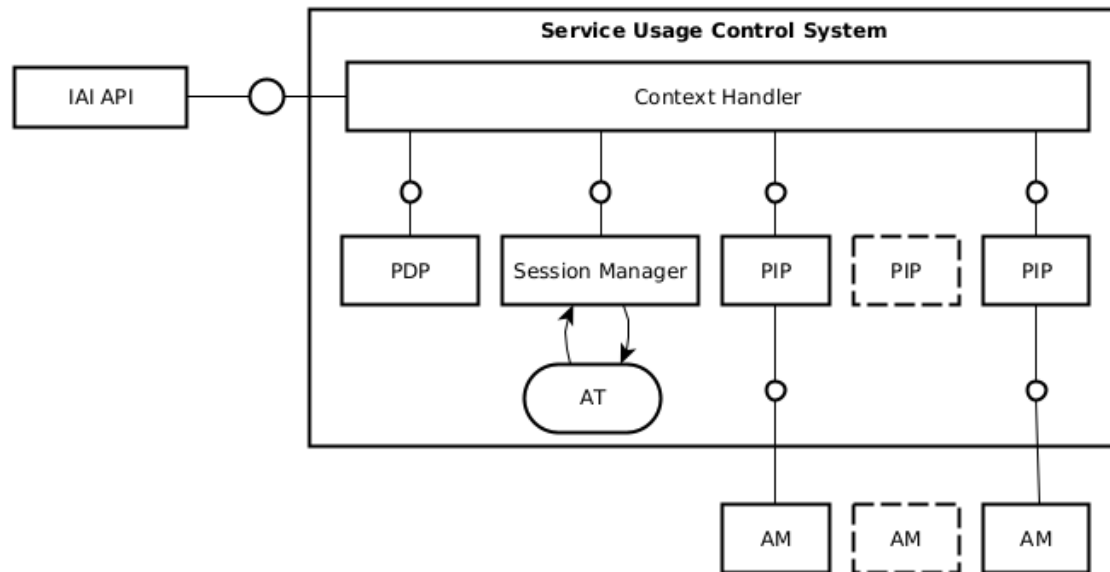 Service Usage Control System
IAI API
Context Handler
PDP
Session Manager
PIP
PIP
PIP
AT
AM
AM
AM